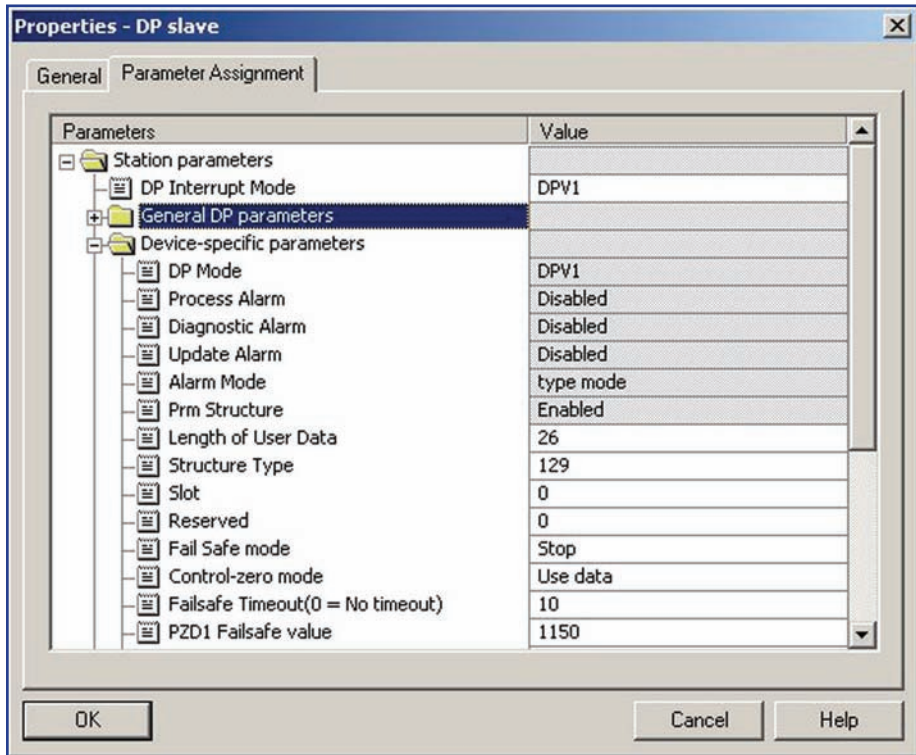 Properties - DP slave
General Parameter Assignment
Parameters Value
Station parameters
DP Interrupt Mode DPV1
General DP parameters
Device-specific parameters
DP Mode DPV1
Process Alarm Disabled
Diagnostic Alarm Disabled
Update Alarm Disabled
Alarm Mode type mode
Prm Structure Enabled
Length of User Data 26
Structure Type 129
Slot 0
Reserved 0
Fail Safe mode Stop
Control-zero mode Use data
Failsafe Timeout(0 = No timeout) 10
PZD1 Failsafe value 1150
OK Cancel Help